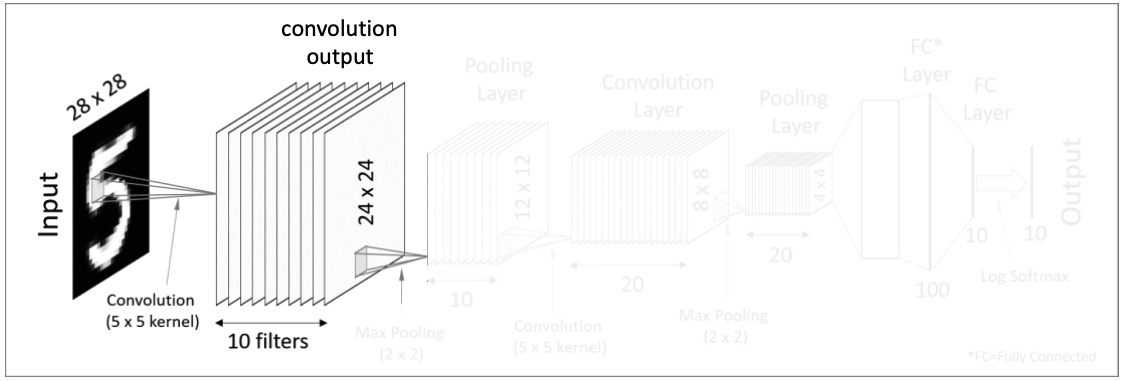 convolution
output
28 x 28
Input
Convolution
(5 x 5 kernel)
24 x 24
10 filters
Pooling
Layer
12 x 12
10
Max Pooling
(2 x 2)
Convolution
Layer
8 x 8
20
Convolution
(5 x 5 kernel)
Pooling
Layer
4 x 4
20
Max Pooling
(2 x 2)
FC*
Layer
100
FC
Layer
10
10
Log Softmax
Output
*FC=Fully Connected